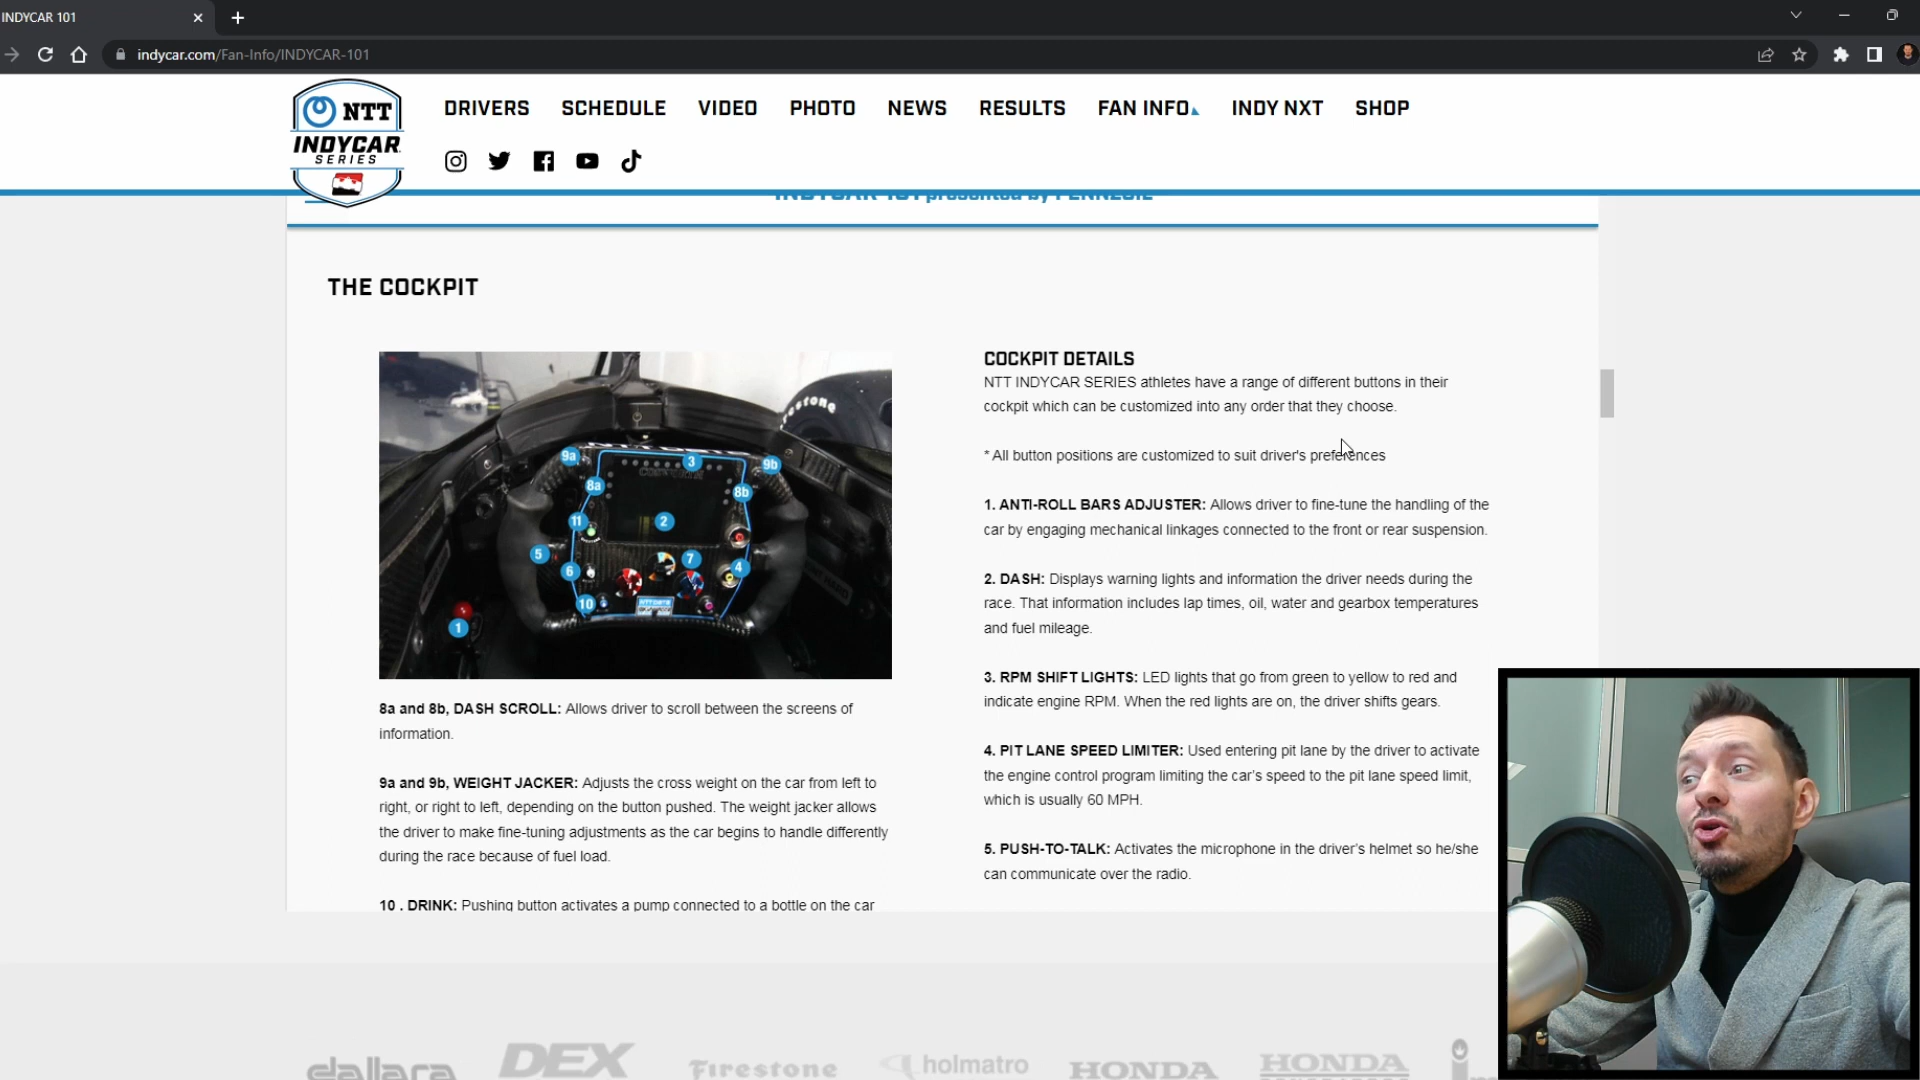 INDYCAR 101
indycar.com/Fan-Info/INDYCAR-101
NTT
INDYCAR
SERIES
DRIVERS SCHEDULE VIDEO PHOTO NEWS RESULTS FAN INFO INDY NXT SHOP
INDYCAR 101 presented by PENNZOIL
THE COCKPIT
Firestone
9a 3 9b
8a 8b
11 2
5 7
6 4
10
1
NTT DATA
8a and 8b, DASH SCROLL: Allows driver to scroll between the screens of
information.
9a and 9b, WEIGHT JACKER: Adjusts the cross weight on the car from left to
right, or right to left, depending on the button pushed. The weight jacker allows
the driver to make fine-tuning adjustments as the car begins to handle differently
during the race because of fuel load.
10 . DRINK: Pushing button activates a pump connected to a bottle on the car
COCKPIT DETAILS
NTT INDYCAR SERIES athletes have a range of different buttons in their
cockpit which can be customized into any order that they choose.
* All button positions are customized to suit driver's preferences
1. ANTI-ROLL BARS ADJUSTER: Allows driver to fine-tune the handling of the
car by engaging mechanical linkages connected to the front or rear suspension.
2. DASH: Displays warning lights and information the driver needs during the
race. That information includes lap times, oil, water and gearbox temperatures
and fuel mileage.
3. RPM SHIFT LIGHTS: LED lights that go from green to yellow to red and
indicate engine RPM. When the red lights are on, the driver shifts gears.
4. PIT LANE SPEED LIMITER: Used entering pit lane by the driver to activate
the engine control program limiting the car's speed to the pit lane speed limit,
which is usually 60 MPH.
5. PUSH-TO-TALK: Activates the microphone in the driver's helmet so he/she
can communicate over the radio.
dallara DEX Firestone holmatro HONDA HONDA